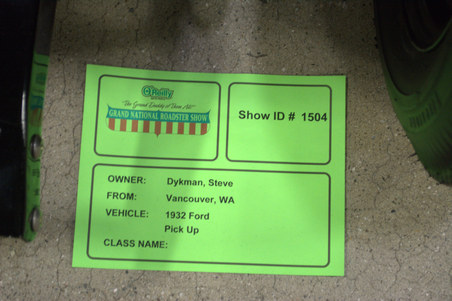 O'Reilly
"The Grand Daddy of Them All!"
GRAND NATIONAL ROADSTER SHOW
Show ID # 1504
OWNER: Dykman, Steve
FROM: Vancouver, WA
VEHICLE: 1932 Ford
Pick Up
CLASS NAME: